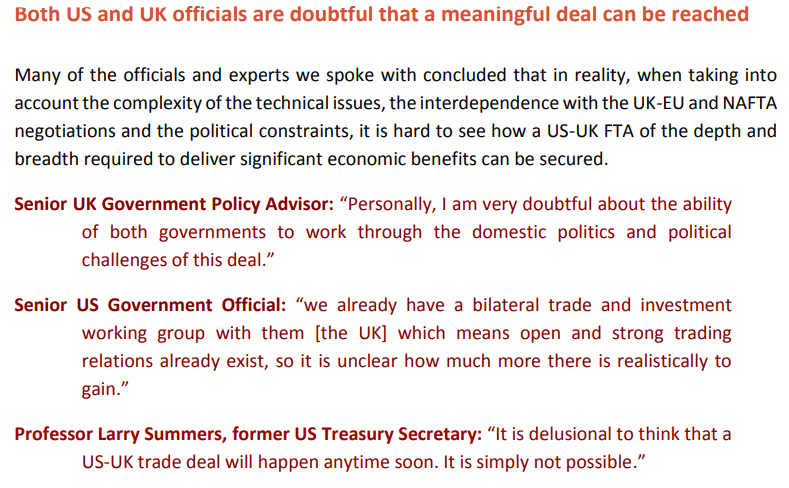 Both US and UK officials are doubtful that a meaningful deal can be reached
Many of the officials and experts we spoke with concluded that in reality, when taking into
account the complexity of the technical issues, the interdependence with the UK-EU and NAFTA
negotiations and the political constraints, it is hard to see how a US-UK FTA of the depth and
breadth required to deliver significant economic benefits can be secured.
Senior UK Government Policy Advisor: “Personally, I am very doubtful about the ability
of both governments to work through the domestic politics and political
challenges of this deal.”
Senior US Government Official: “we already have a bilateral trade and investment
working group with them [the UK] which means open and strong trading
relations already exist, so it is unclear how much more there is realistically to
gain.”
Professor Larry Summers, former US Treasury Secretary: “It is delusional to think that a
US-UK trade deal will happen anytime soon. It is simply not possible.”